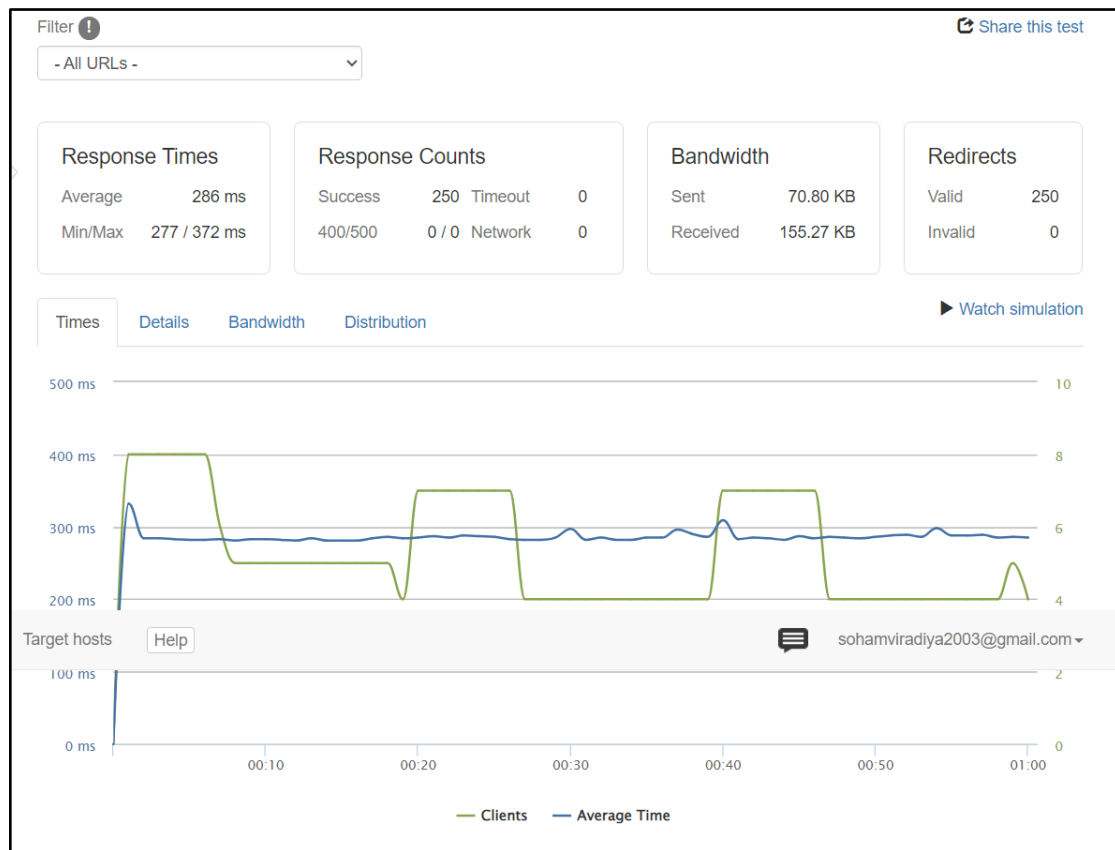 Filter !
Share this test
- All URLs -
Response Times
Average 286 ms
Min/Max 277 / 372 ms
Response Counts
Success 250 Timeout 0
400/500 0 / 0 Network 0
Bandwidth
Sent 70.80 KB
Received 155.27 KB
Redirects
Valid 250
Invalid 0
Times Details Bandwidth Distribution
Watch simulation
500 ms 10
400 ms 8
300 ms 6
200 ms 4
Target hosts Help sohamviradiya2003@gmail.com
100 ms 2
0 ms 0
00:10 00:20 00:30 00:40 00:50 01:00
Clients Average Time